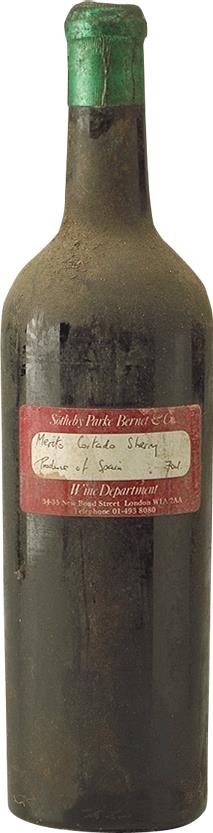 Sotheby Parke Bernet & Co.
Merito Cortado Sherry
Produce of Spain 70cl.
Wine Department
34-35 New Bond Street London W1A 2AA
Telephone 01-493 8080